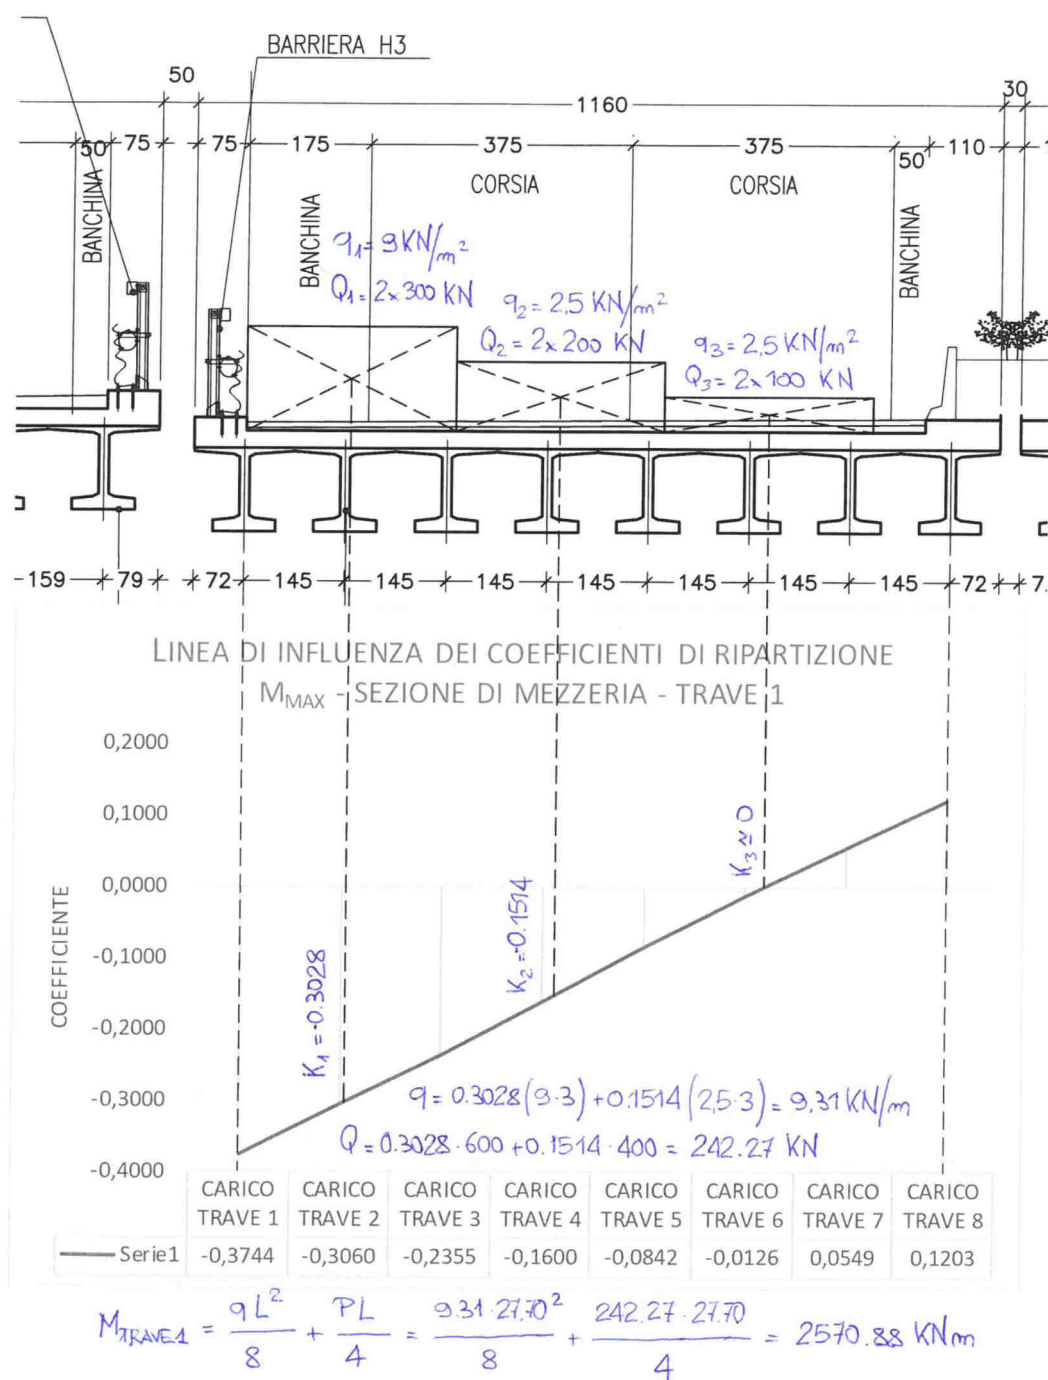 BARRIERA H3
50 1160 30
50 75 75 175 375 375 50 110
BANCHINA
BANCHINA
CORSIA
CORSIA
BANCHINA
q1 = 9 KN/m²
Q1 = 2×300 KN
q2 = 2,5 KN/m²
Q2 = 2×200 KN
q3 = 2,5 KN/m²
Q3 = 2×100 KN
159 79 72 145 145 145 145 145 145 145 72
LINEA DI INFLUENZA DEI COEFFICIENTI DI RIPARTIZIONE
MMAX - SEZIONE DI MEZZERIA - TRAVE 1
COEFFICIENTE
0,2000
0,1000
0,0000
-0,1000
-0,2000
-0,3000
-0,4000
K1 = -0.3028
K2 = -0.1514
K3 ≃ 0
q = 0.3028(9·3) + 0.1514(2,5·3) = 9,31 KN/m
Q = 0.3028·600 + 0.1514·400 = 242.27 KN
CARICO TRAVE 1 CARICO TRAVE 2 CARICO TRAVE 3 CARICO TRAVE 4 CARICO TRAVE 5 CARICO TRAVE 6 CARICO TRAVE 7 CARICO TRAVE 8
Serie1 -0,3744 -0,3060 -0,2355 -0,1600 -0,0842 -0,0126 0,0549 0,1203
MTRAVE1 = qL²/8 + PL/4 = 9.31·27.70²/8 + 242.27·27.70/4 = 2570.88 KNm